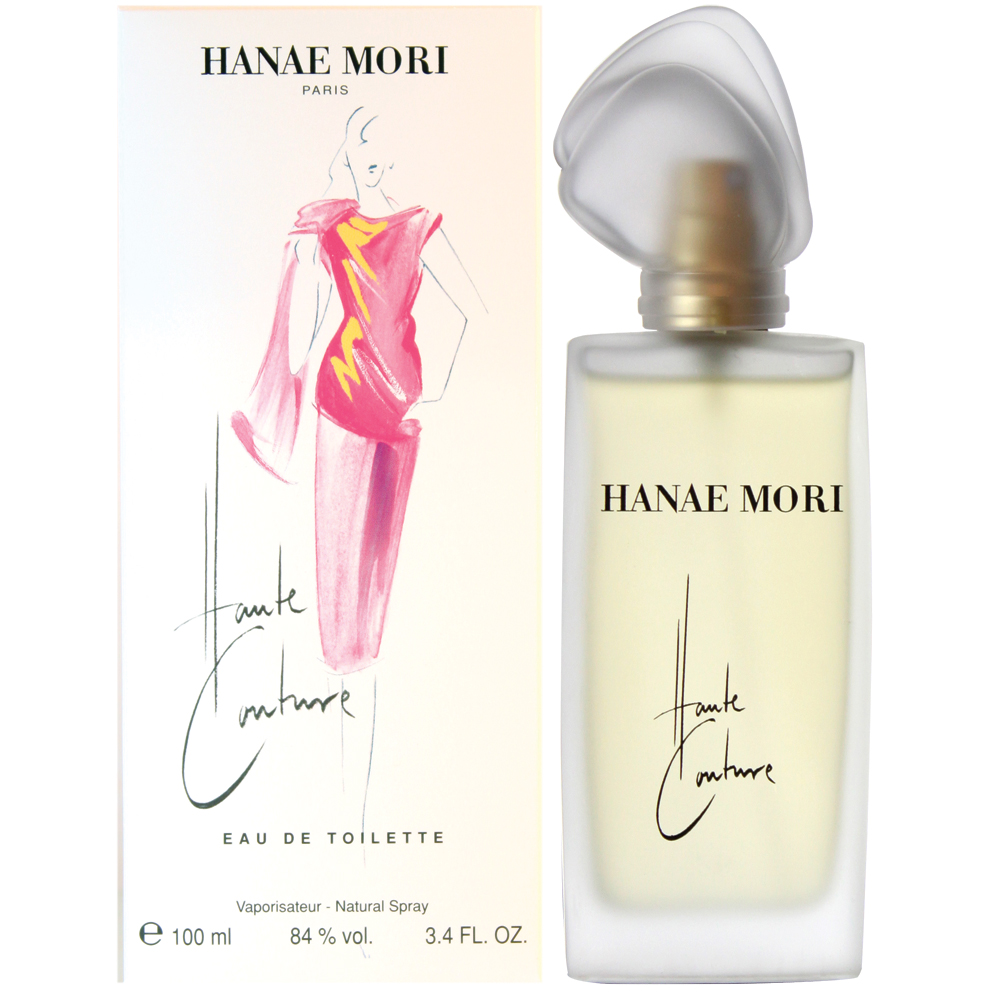 HANAE MORI
PARIS
Haute
Couture
EAU DE TOILETTE
Vaporisateur - Natural Spray
℮ 100 ml 84 % vol. 3.4 FL. OZ.
HANAE MORI
Haute
Couture